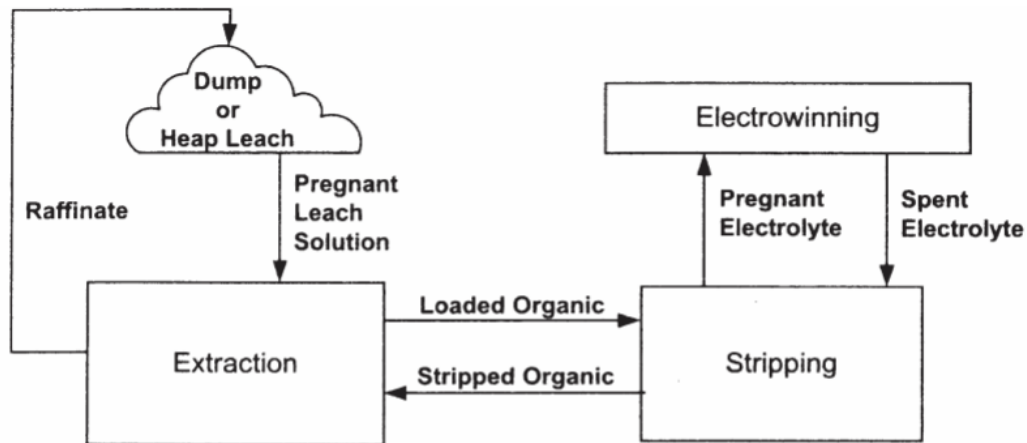 Dump
or
Heap Leach
Electrowinning
Raffinate
Pregnant
Leach
Solution
Pregnant
Electrolyte
Spent
Electrolyte
Loaded Organic
Extraction
Stripping
Stripped Organic